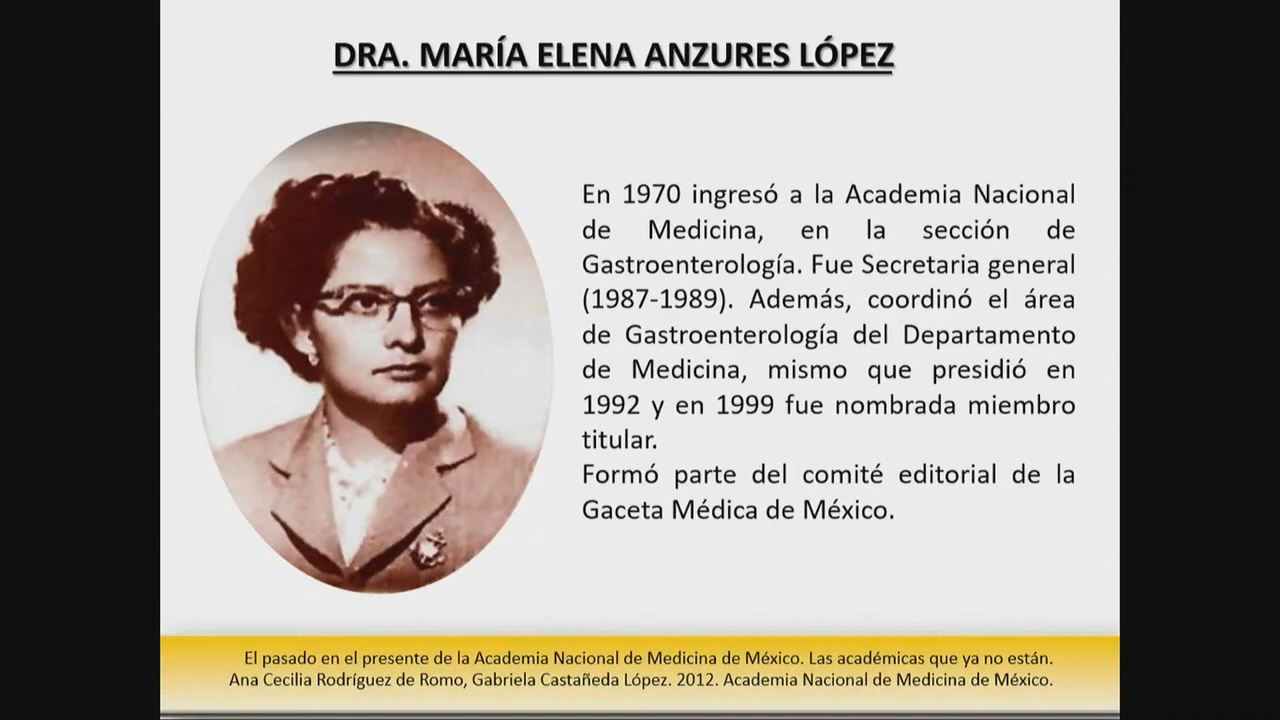 DRA. MARÍA ELENA ANZURES LÓPEZ
En 1970 ingresó a la Academia Nacional
de Medicina, en la sección de
Gastroenterología. Fue Secretaria general
(1987-1989). Además, coordinó el área
de Gastroenterología del Departamento
de Medicina, mismo que presidió en
1992 y en 1999 fue nombrada miembro
titular.
Formó parte del comité editorial de la
Gaceta Médica de México.
El pasado en el presente de la Academia Nacional de Medicina de México. Las académicas que ya no están.
Ana Cecilia Rodríguez de Romo, Gabriela Castañeda López. 2012. Academia Nacional de Medicina de México.